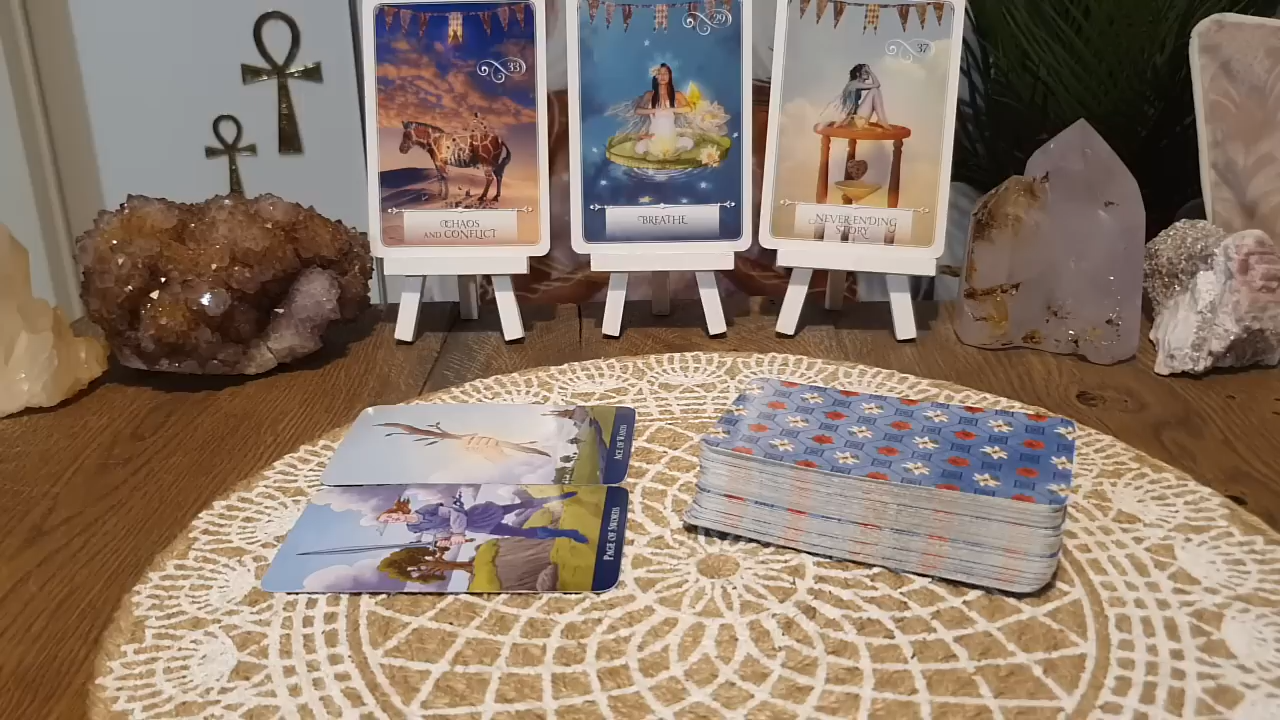 33
CHAOS
AND CONFLICT
29
BREATHE
37
NEVER-ENDING
STORY
ACE OF WANDS
PAGE OF SWORDS